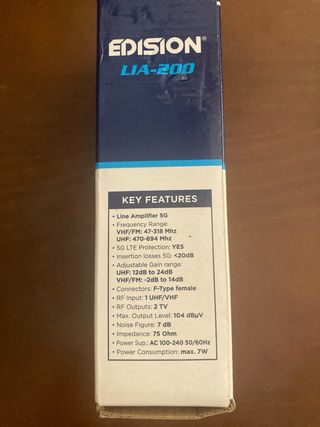 EDISION®
LIA-200
KEY FEATURES
• Line Amplifier 5G
• Frequency Range:
VHF/FM: 47-318 Mhz
UHF: 470-694 Mhz
• 5G LTE Protection: YES
• Insertion losses 5G: <20dB
• Adjustable Gain range:
UHF: 12dB to 24dB
VHF/FM: -2dB to 14dB
• Connectors: F-Type female
• RF Input: 1 UHF/VHF
• RF Outputs: 2 TV
• Max. Output Level: 104 dBμV
• Noise Figure: 7 dB
• Impedance: 75 Ohm
• Power Sup.: AC 100-240 50/60Hz
• Power Consumption: max. 7W